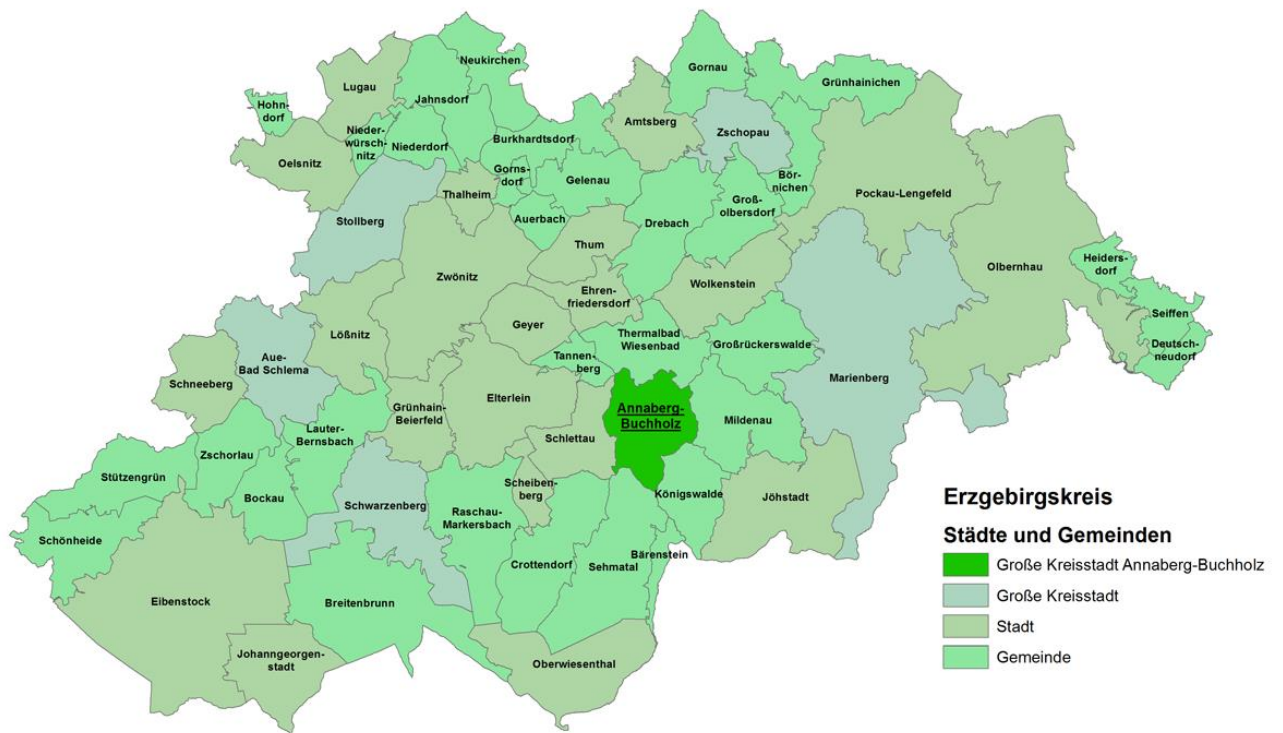 Neukirchen
Gornau
Lugau
Grünhainichen
Jahnsdorf
Hohn-
dorf
Amtsberg
Zschopau
Nieder-
würsch-
nitz
Niederdorf
Burkhardtsdorf
Oelsnitz
Gorns-
dorf
Gelenau
Bör-
nichen
Thalheim
Groß-
olbersdorf
Pockau-Lengefeld
Stollberg
Auerbach
Drebach
Thum
Heiders-
dorf
Olbernhau
Zwönitz
Wolkenstein
Ehren-
friedersdorf
Seiffen
Geyer
Lößnitz
Thermalbad
Wiesenbad
Großrückerswalde
Deutsch-
neudorf
Aue-
Bad Schlema
Tannen-
berg
Schneeberg
Marienberg
Elterlein
Grünhain-
Beierfeld
Annaberg-
Buchholz
Mildenau
Lauter-
Bernsbach
Schlettau
Zschorlau
Stützengrün
Scheiben-
berg
Bockau
Königswalde
Jöhstadt
Schwarzenberg
Raschau-
Markersbach
Schönheide
Bärenstein
Crottendorf
Sehmatal
Eibenstock
Breitenbrunn
Johanngeorgen-
stadt
Oberwiesenthal
Erzgebirgskreis
Städte und Gemeinden
Große Kreisstadt Annaberg-Buchholz
Große Kreisstadt
Stadt
Gemeinde